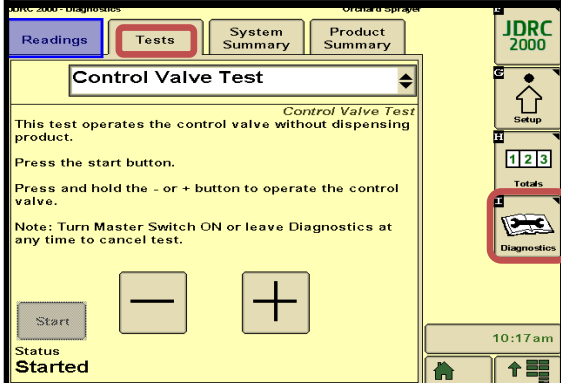 JDRC 2000 - Diagnostics
Orchard Sprayer
Readings
Tests
System
Summary
Product
Summary
Control Valve Test
Control Valve Test
This test operates the control valve without dispensing
product.
Press the start button.
Press and hold the - or + button to operate the control
valve.
Note: Turn Master Switch ON or leave Diagnostics at
any time to cancel test.
Start
Status
Started
F
JDRC
2000
G
Setup
H
1 2 3
Totals
I
Diagnostics
10:17am